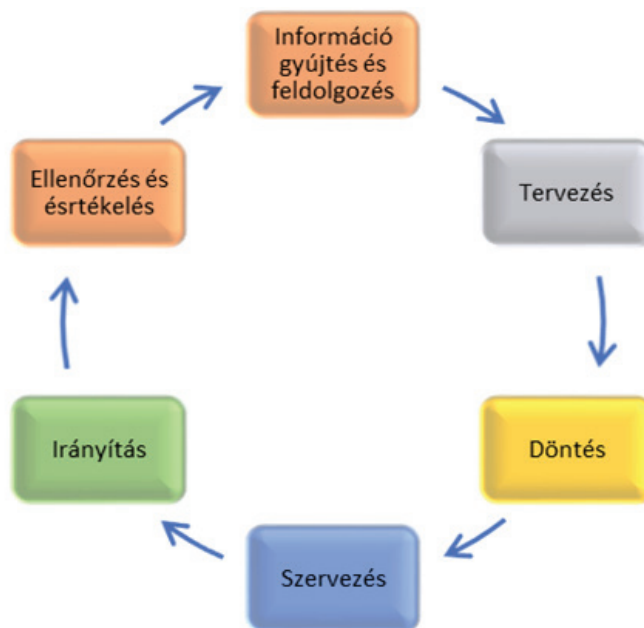 Információ
gyújtés és
feldolgozés
Tervezés
Döntés
Szervezés
Irányítás
Ellenőrzés és
ésrtékelés